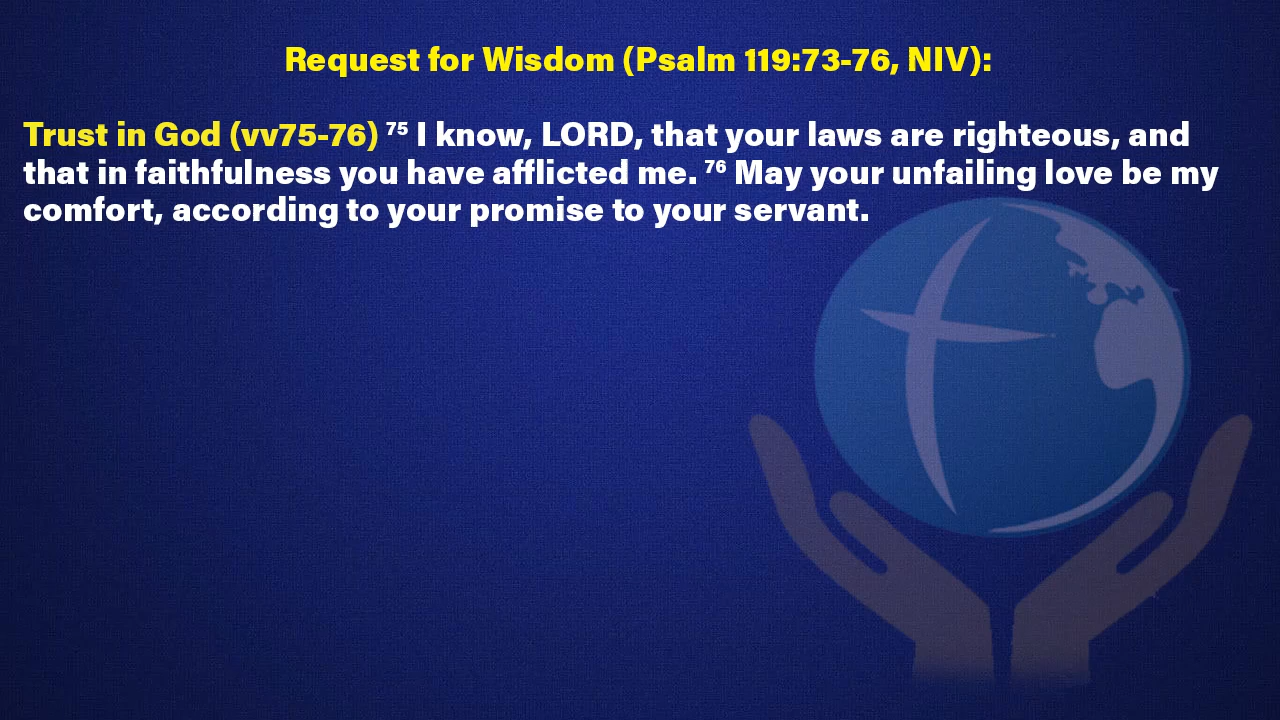 Request for Wisdom (Psalm 119:73-76, NIV):
Trust in God (vv75-76) 75 I know, LORD, that your laws are righteous, and
that in faithfulness you have afflicted me. 76 May your unfailing love be my
comfort, according to your promise to your servant.